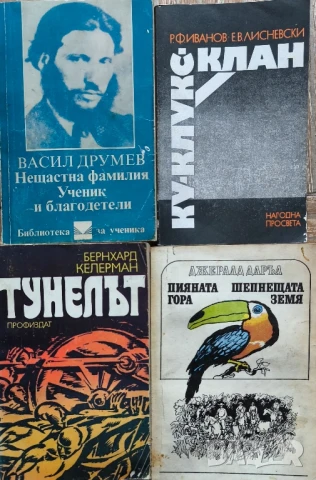 ВАСИЛ ДРУМЕВ
Нещастна фамилия
Ученик
и благодетели
Библиотека за ученика
Р.Ф.ИВАНОВ Е.В.ЛИСНЕВСКИ
КУ-КЛУКС-
КЛАН
НАРОДНА
ПРОСВЕТА
БЕРНХАРД
КЕЛЕРМАН
ТУНЕЛЪТ
ПРОФИЗДАТ
ДЖЕРАЛД ДАРЪЛ
ПИЯНАТА
ГОРА
ШЕПНЕЩАТА
ЗЕМЯ